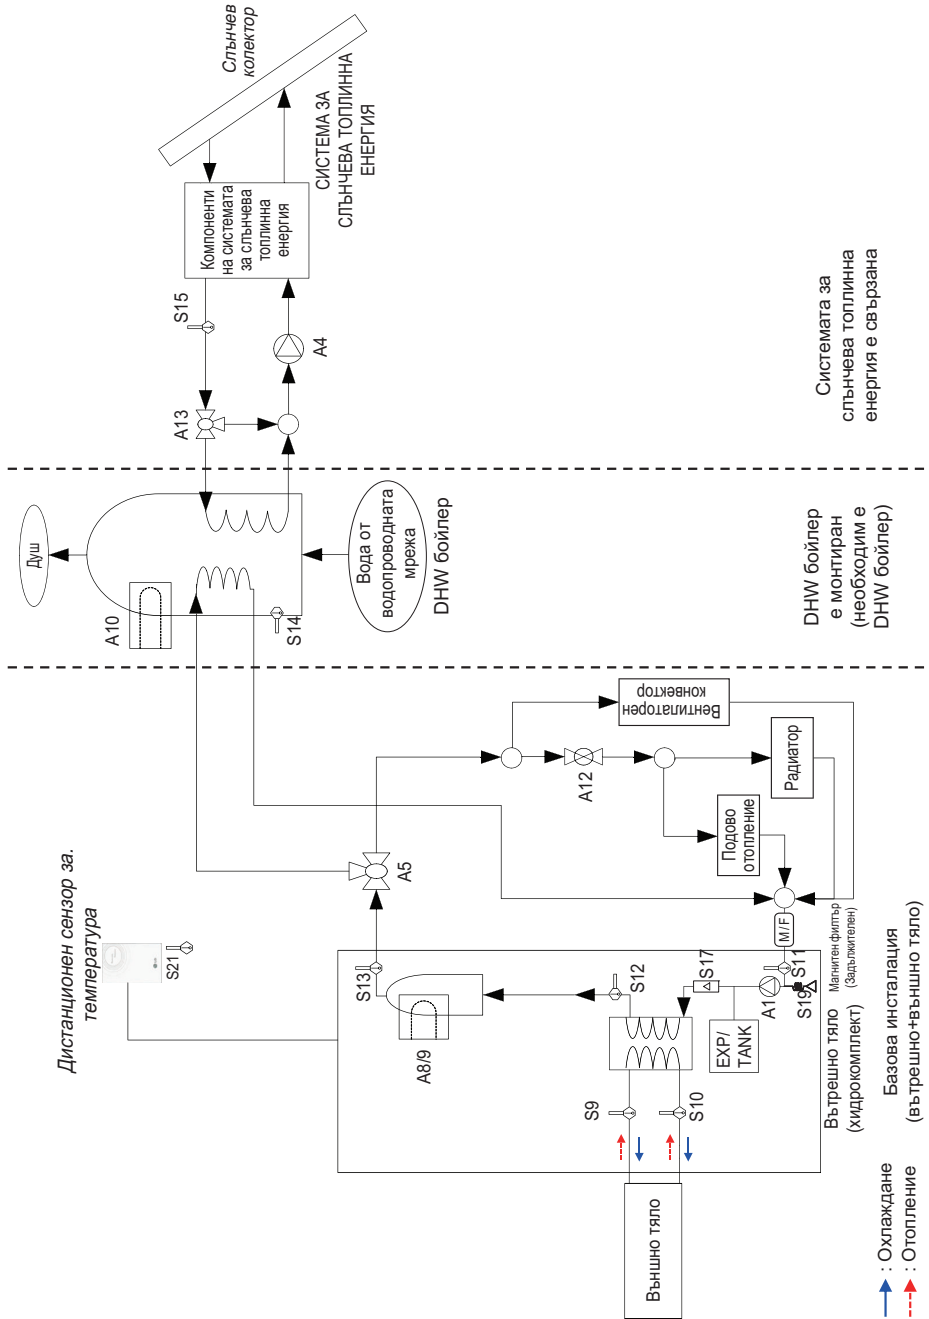 Слънчев
колектор
СИСТЕМА ЗА
СЛЪНЧЕВА ТОПЛИННА
ЕНЕРГИЯ
Компоненти
на системата
за слънчева
топлинна
енергия
S15
A13
A4
Системата за
слънчева топлинна
енергия е свързана
Душ
A10
S14
Вода от
водопроводната
мрежа
DHW бойлер
DHW бойлер
е монтиран
(необходим е
DHW бойлер)
Дистанционен сензор за.
температура
S21
A5
Вентилаторен
конвектор
A12
Радиатор
Подово
отопление
M/F
Магнитен филтър
(Задължителен)
S13
A8/9
S12
S17
EXP/
TANK
A1
S11
S19
S9
S10
Външно тяло
Вътрешно тяло
(хидрокомплект)
Базова инсталация
(вътрешно+външно тяло)
: Охлаждане
: Отопление